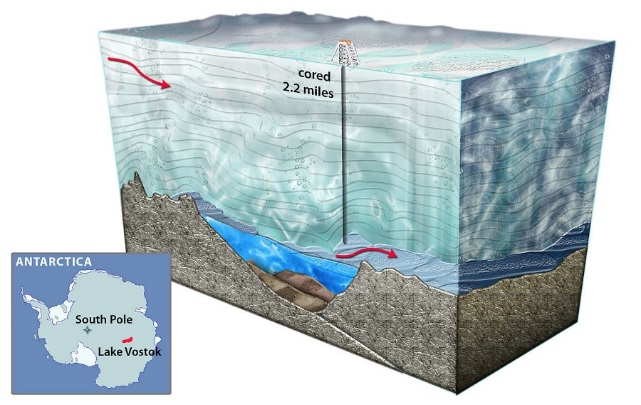 cored
2.2 miles
ANTARCTICA
South Pole
Lake Vostok